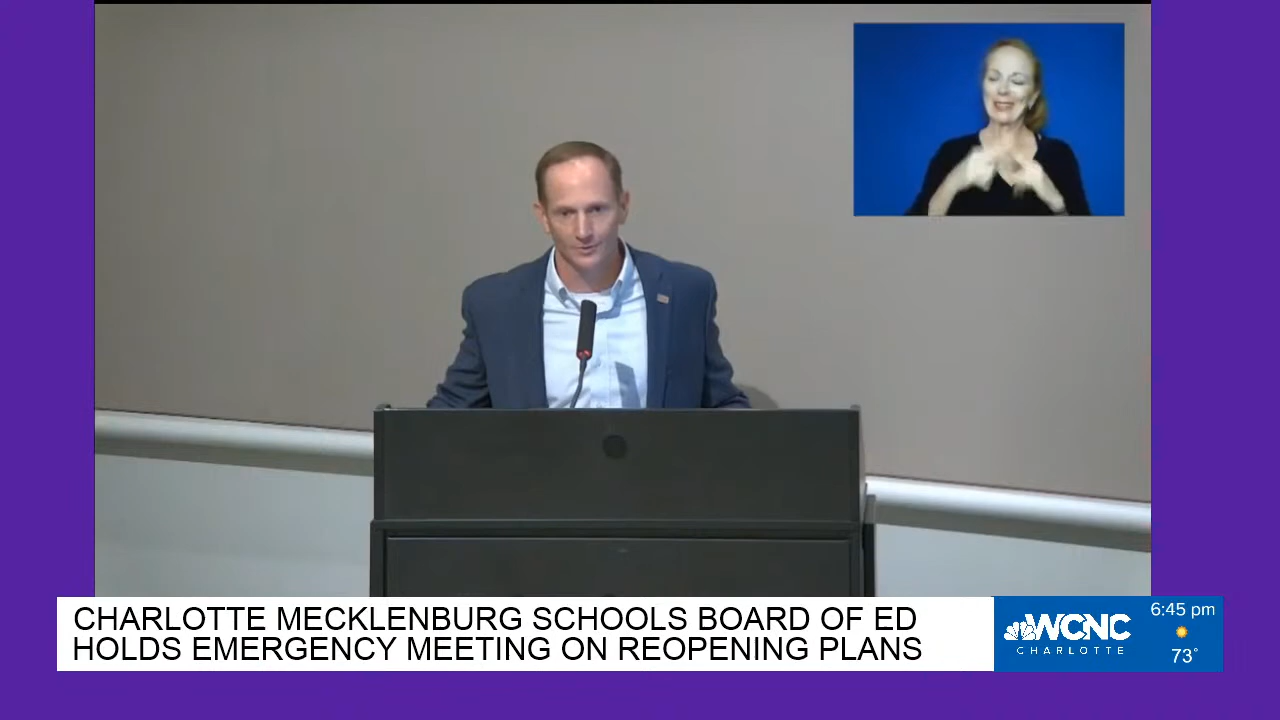 CHARLOTTE MECKLENBURG SCHOOLS BOARD OF ED
HOLDS EMERGENCY MEETING ON REOPENING PLANS
WCNC
CHARLOTTE
6:45 pm
73°